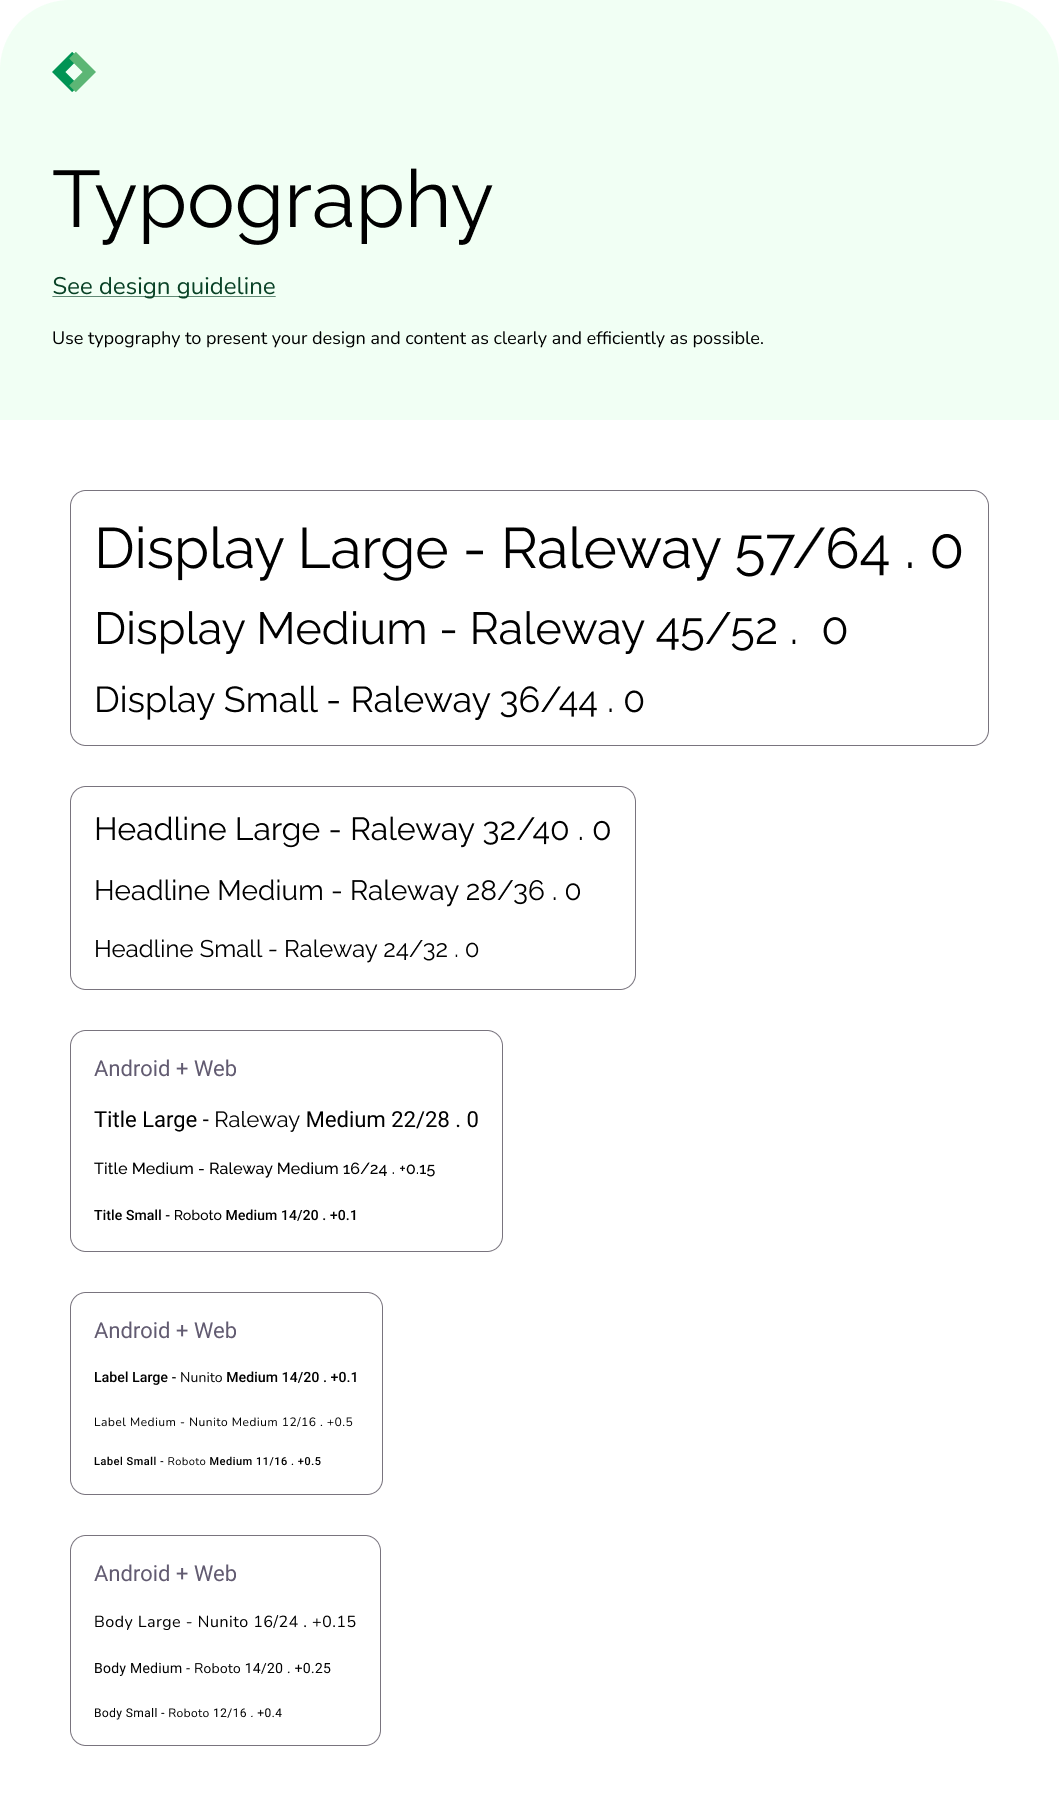 Typography
See design guideline
Use typography to present your design and content as clearly and efficiently as possible.
Display Large - Raleway 57/64 . 0
Display Medium - Raleway 45/52 .  0
Display Small - Raleway 36/44 . 0
Headline Large - Raleway 32/40 . 0
Headline Medium - Raleway 28/36 . 0
Headline Small - Raleway 24/32 . 0
Android + Web
Title Large - Raleway Medium 22/28 . 0
Title Medium - Raleway Medium 16/24 . +0.15
Title Small - Roboto Medium 14/20 . +0.1
Android + Web
Label Large - Nunito Medium 14/20 . +0.1
Label Medium - Nunito Medium 12/16 . +0.5
Label Small - Roboto Medium 11/16 . +0.5
Android + Web
Body Large - Nunito 16/24 . +0.15
Body Medium - Roboto 14/20 . +0.25
Body Small - Roboto 12/16 . +0.4